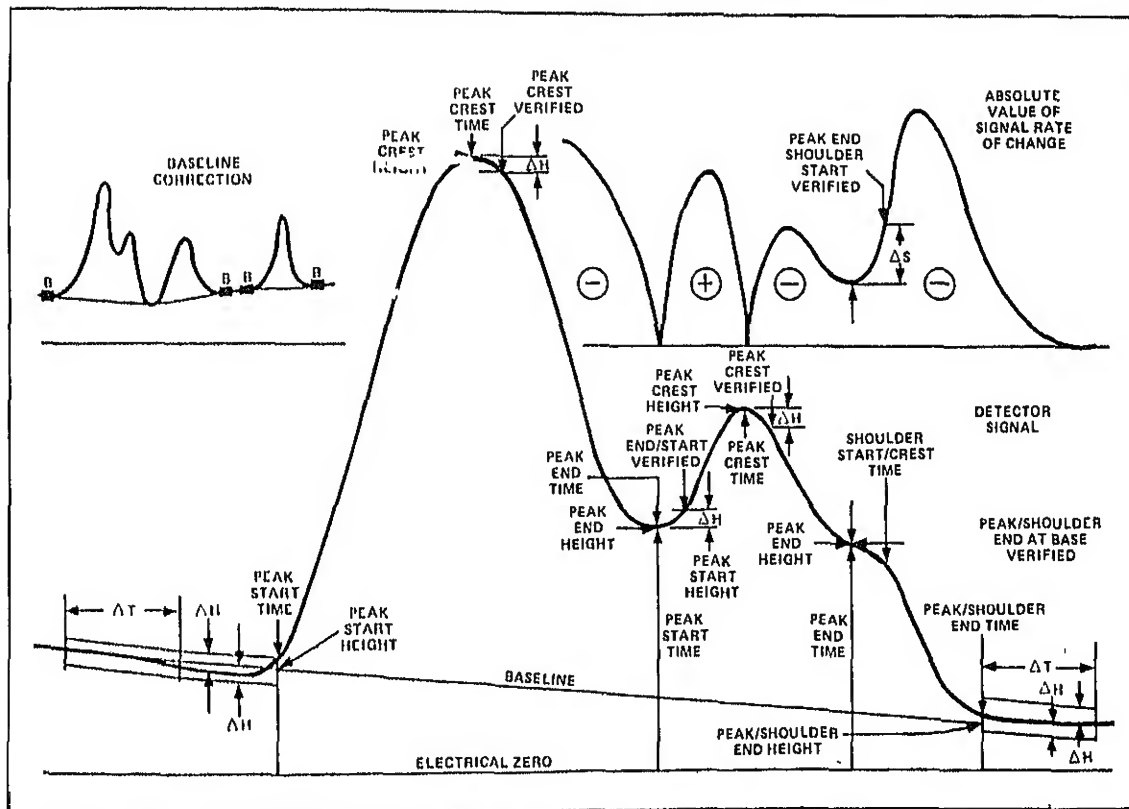 BASELINE
CORRECTION
B
B
B
B
PEAK
CREST
HEIGHT
PEAK
CREST
TIME
PEAK
CREST
VERIFIED
ΔH
PEAK END
SHOULDER
START
VERIFIED
ΔS
ABSOLUTE
VALUE OF
SIGNAL RATE
OF CHANGE
−
+
−
−
PEAK
CREST
HEIGHT
PEAK
CREST
VERIFIED
ΔH
PEAK
CREST
TIME
DETECTOR
SIGNAL
PEAK
END
TIME
PEAK
END/START
VERIFIED
PEAK
END
HEIGHT
ΔH
PEAK
START
HEIGHT
PEAK
START
TIME
SHOULDER
START/CREST
TIME
PEAK
END
HEIGHT
PEAK
END
TIME
PEAK/SHOULDER
END AT BASE
VERIFIED
PEAK/SHOULDER
END TIME
ΔT
ΔH
ΔH
PEAK/SHOULDER
END HEIGHT
ΔT
ΔH
ΔH
PEAK
START
TIME
PEAK
START
HEIGHT
BASELINE
ELECTRICAL ZERO